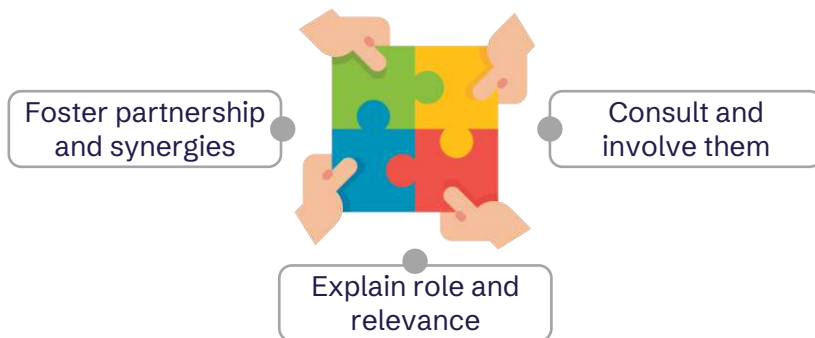 Foster partnership
and synergies
Consult and
involve them
Explain role and
relevance